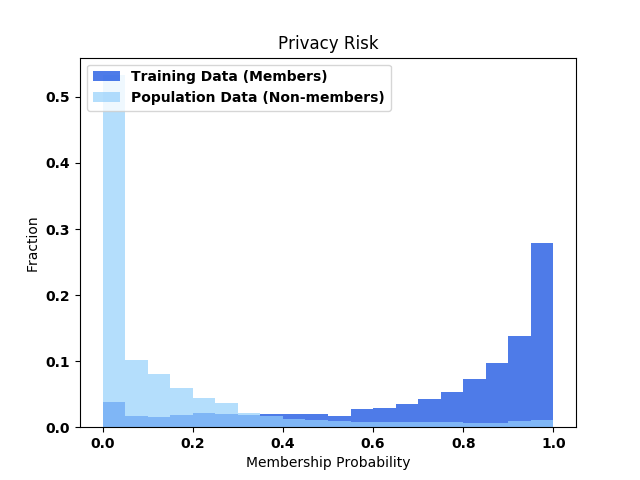 Privacy Risk
Training Data (Members)
Population Data (Non-members)
0.5
0.4
0.3
0.2
0.1
0.0
Fraction
0.0 0.2 0.4 0.6 0.8 1.0
Membership Probability